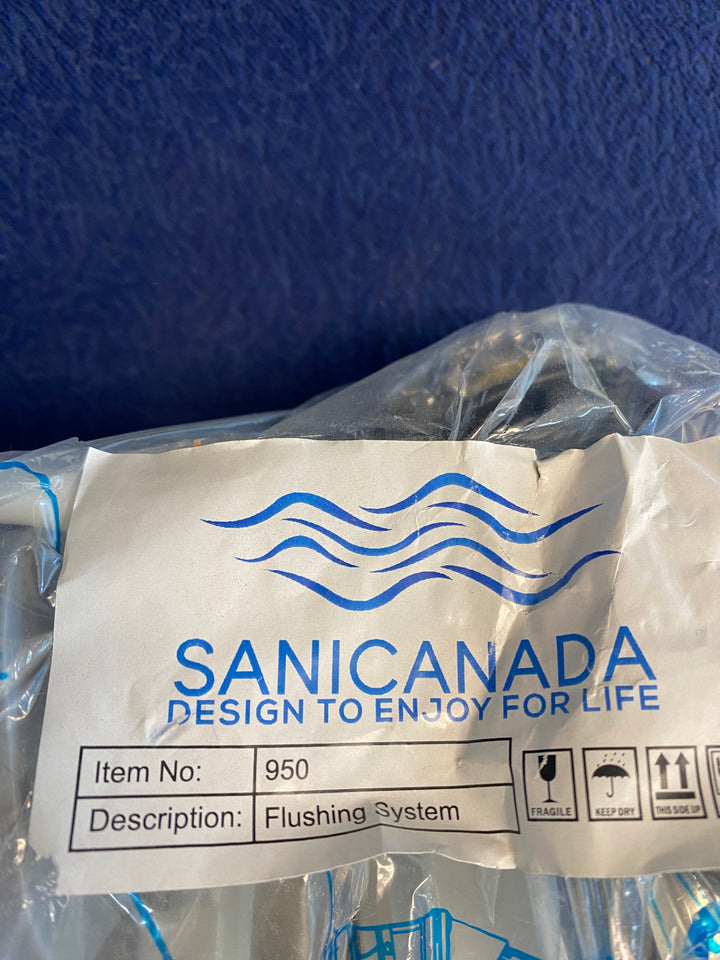 SANICANADA
DESIGN TO ENJOY FOR LIFE
Item No: 950
Description: Flushing System
FRAGILE KEEP DRY THIS SIDE UP